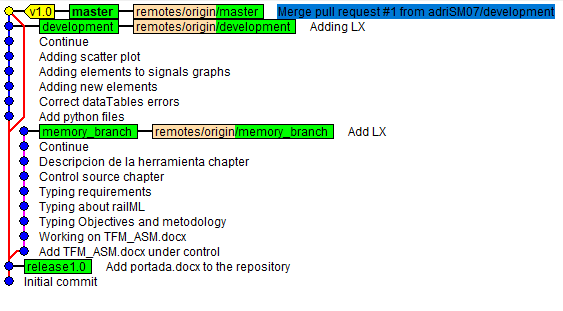 v1.0 master remotes/origin/master Merge pull request #1 from adriSM07/development
development remotes/origin/development Adding LX
Continue
Adding scatter plot
Adding elements to signals graphs
Adding new elements
Correct dataTables errors
Add python files
memory_branch remotes/origin/memory_branch Add LX
Continue
Descripcion de la herramienta chapter
Control source chapter
Typing requirements
Typing about railML
Typing Objectives and metodology
Working on TFM_ASM.docx
Add TFM_ASM.docx under control
release1.0 Add portada.docx to the repository
Initial commit